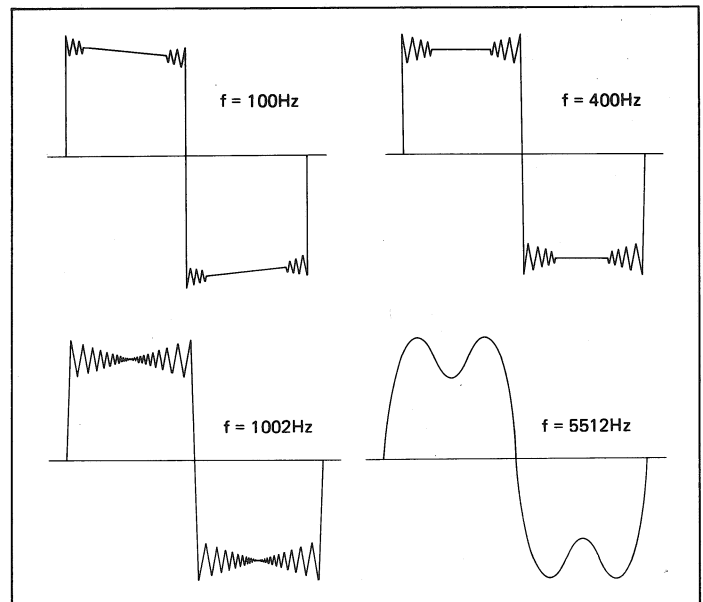 f = 100Hz
f = 400Hz
f = 1002Hz
f = 5512Hz